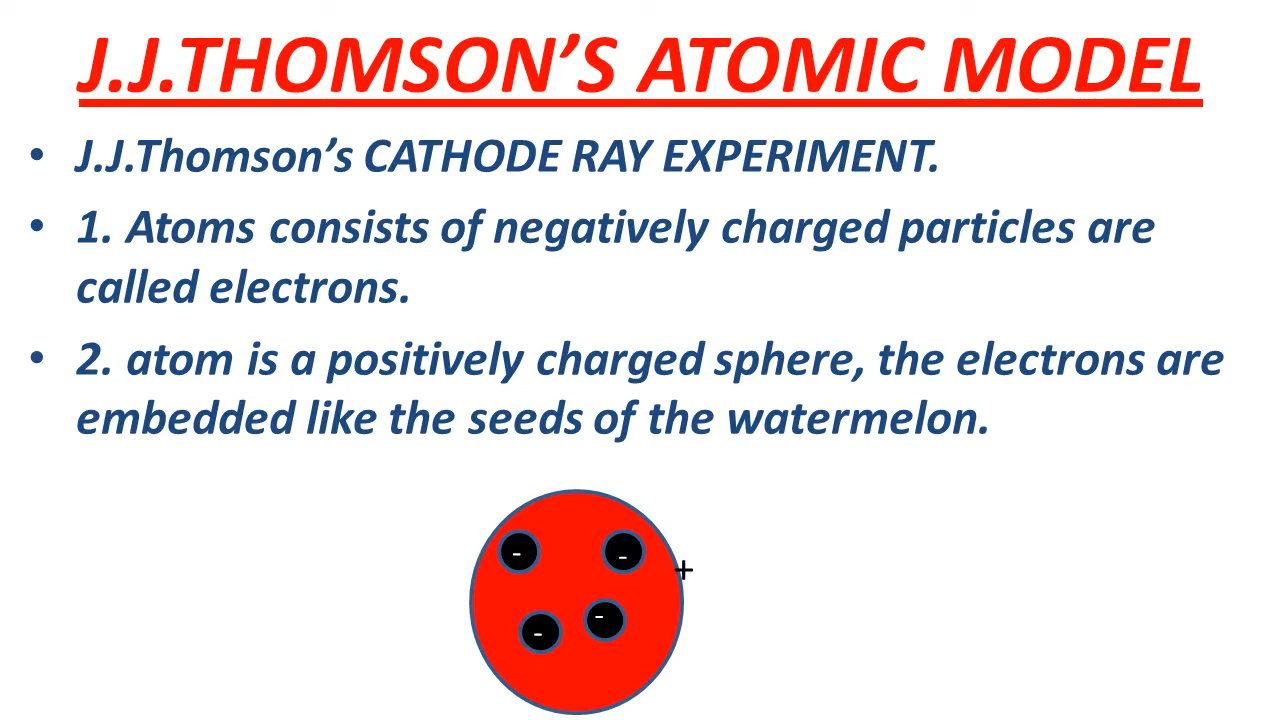 J.J.THOMSON’S ATOMIC MODEL
• J.J.Thomson’s CATHODE RAY EXPERIMENT.
• 1. Atoms consists of negatively charged particles are
called electrons.
• 2. atom is a positively charged sphere, the electrons are
embedded like the seeds of the watermelon.
- -
+
- -